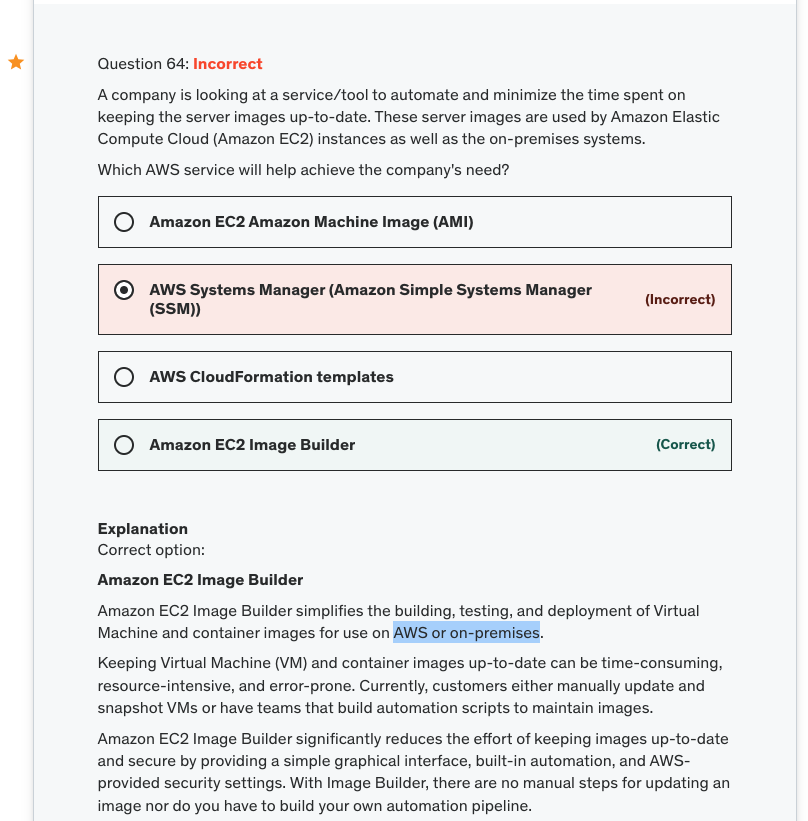 Question 64: Incorrect
A company is looking at a service/tool to automate and minimize the time spent on
keeping the server images up-to-date. These server images are used by Amazon Elastic
Compute Cloud (Amazon EC2) instances as well as the on-premises systems.
Which AWS service will help achieve the company's need?
Amazon EC2 Amazon Machine Image (AMI)
AWS Systems Manager (Amazon Simple Systems Manager
(SSM))
(Incorrect)
AWS CloudFormation templates
Amazon EC2 Image Builder
(Correct)
Explanation
Correct option:
Amazon EC2 Image Builder
Amazon EC2 Image Builder simplifies the building, testing, and deployment of Virtual
Machine and container images for use on AWS or on-premises.
Keeping Virtual Machine (VM) and container images up-to-date can be time-consuming,
resource-intensive, and error-prone. Currently, customers either manually update and
snapshot VMs or have teams that build automation scripts to maintain images.
Amazon EC2 Image Builder significantly reduces the effort of keeping images up-to-date
and secure by providing a simple graphical interface, built-in automation, and AWS-
provided security settings. With Image Builder, there are no manual steps for updating an
image nor do you have to build your own automation pipeline.